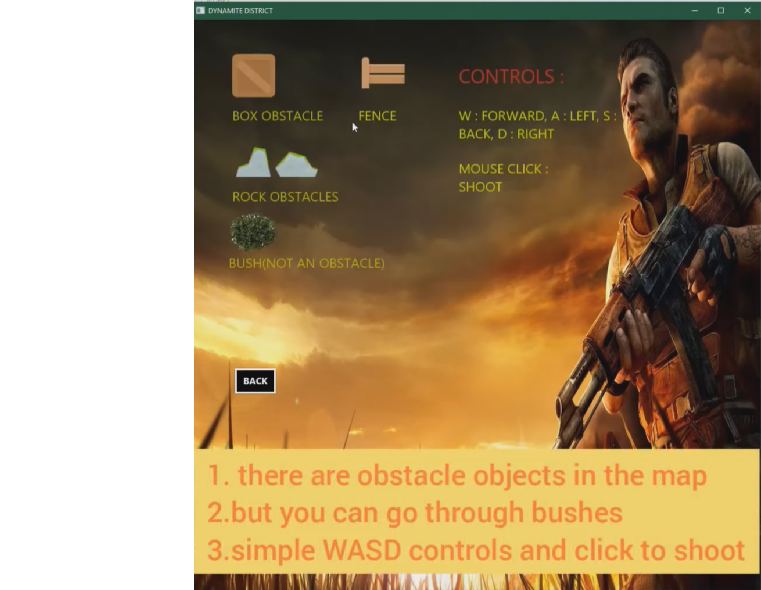 DYNAMITE DISTRICT
BOX OBSTACLE
FENCE
ROCK OBSTACLES
BUSH(NOT AN OBSTACLE)
CONTROLS :
W : FORWARD, A : LEFT, S :
BACK, D : RIGHT
MOUSE CLICK :
SHOOT
BACK
1. there are obstacle objects in the map
2.but you can go through bushes
3.simple WASD controls and click to shoot